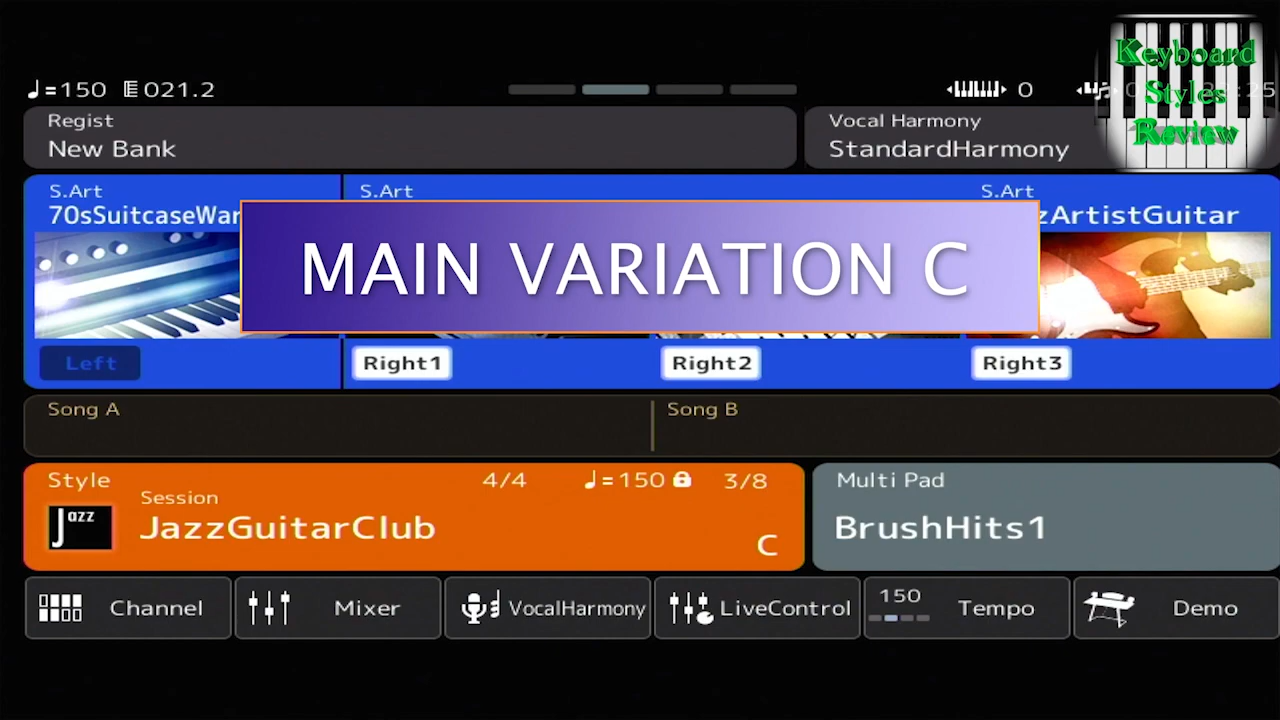 ♩=150 021.2
0
Keyboard
Styles
Review
Regist
New Bank
Vocal Harmony
StandardHarmony
S.Art
70sSuitcaseWar
S.Art
S.Art
zArtistGuitar
MAIN VARIATION C
Left
Right1
Right2
Right3
Song A
Song B
Style
4/4 ♩=150 3/8
Session
Jazz
JazzGuitarClub
C
Multi Pad
BrushHits1
Channel
Mixer
VocalHarmony
LiveControl
150
Tempo
Demo